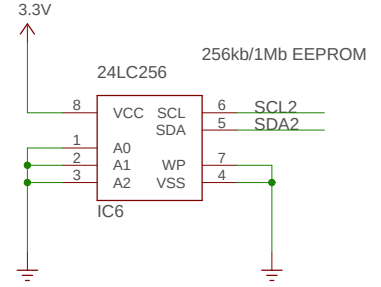 3.3V
256kb/1Mb EEPROM
24LC256
8 VCC SCL 6 SCL2
SDA 5 SDA2
1 A0
2 A1 WP 7
3 A2 VSS 4
IC6